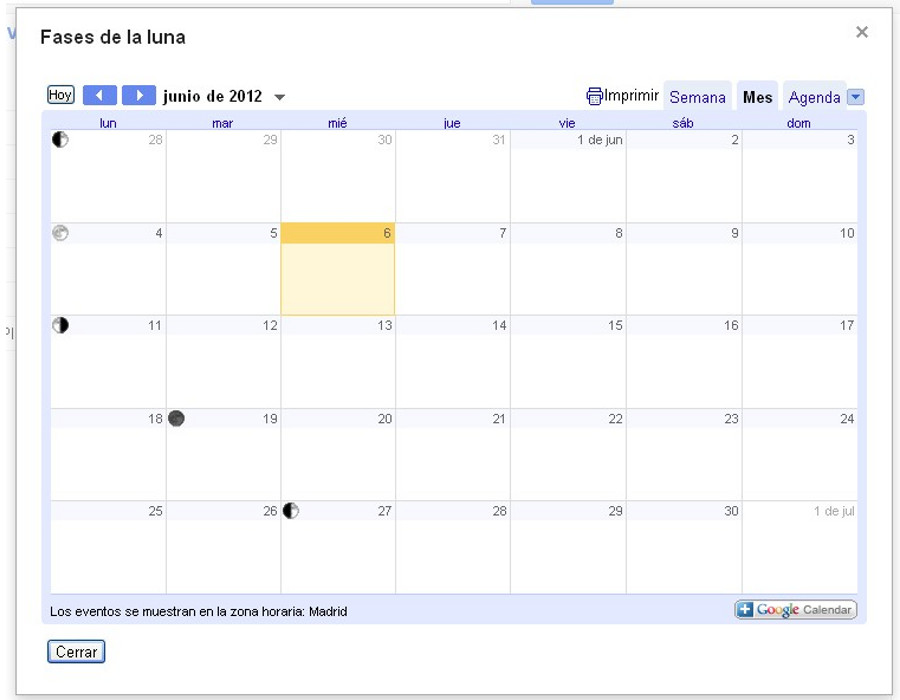 Fases de la luna
Hoy junio de 2012 Imprimir Semana Mes Agenda
lun mar mié jue vie sáb dom
28 29 30 31 1 de jun 2 3
4 5 6 7 8 9 10
11 12 13 14 15 16 17
18 19 20 21 22 23 24
25 26 27 28 29 30 1 de jul
Los eventos se muestran en la zona horaria: Madrid
Google Calendar
Cerrar